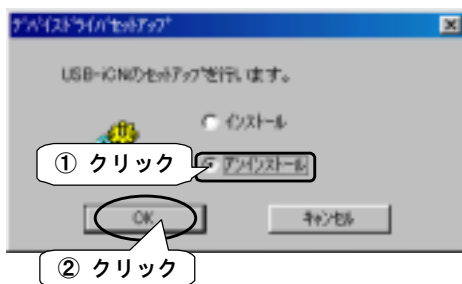 ﾃﾞﾊﾞｲｽﾄﾞﾗｲﾊﾞｾｯﾄｱｯﾌﾟ
USB-iCNのｾｯﾄｱｯﾌﾟを行います。
ｲﾝｽﾄｰﾙ
① クリック
ｱﾝｲﾝｽﾄｰﾙ
OK
ｷｬﾝｾﾙ
② クリック